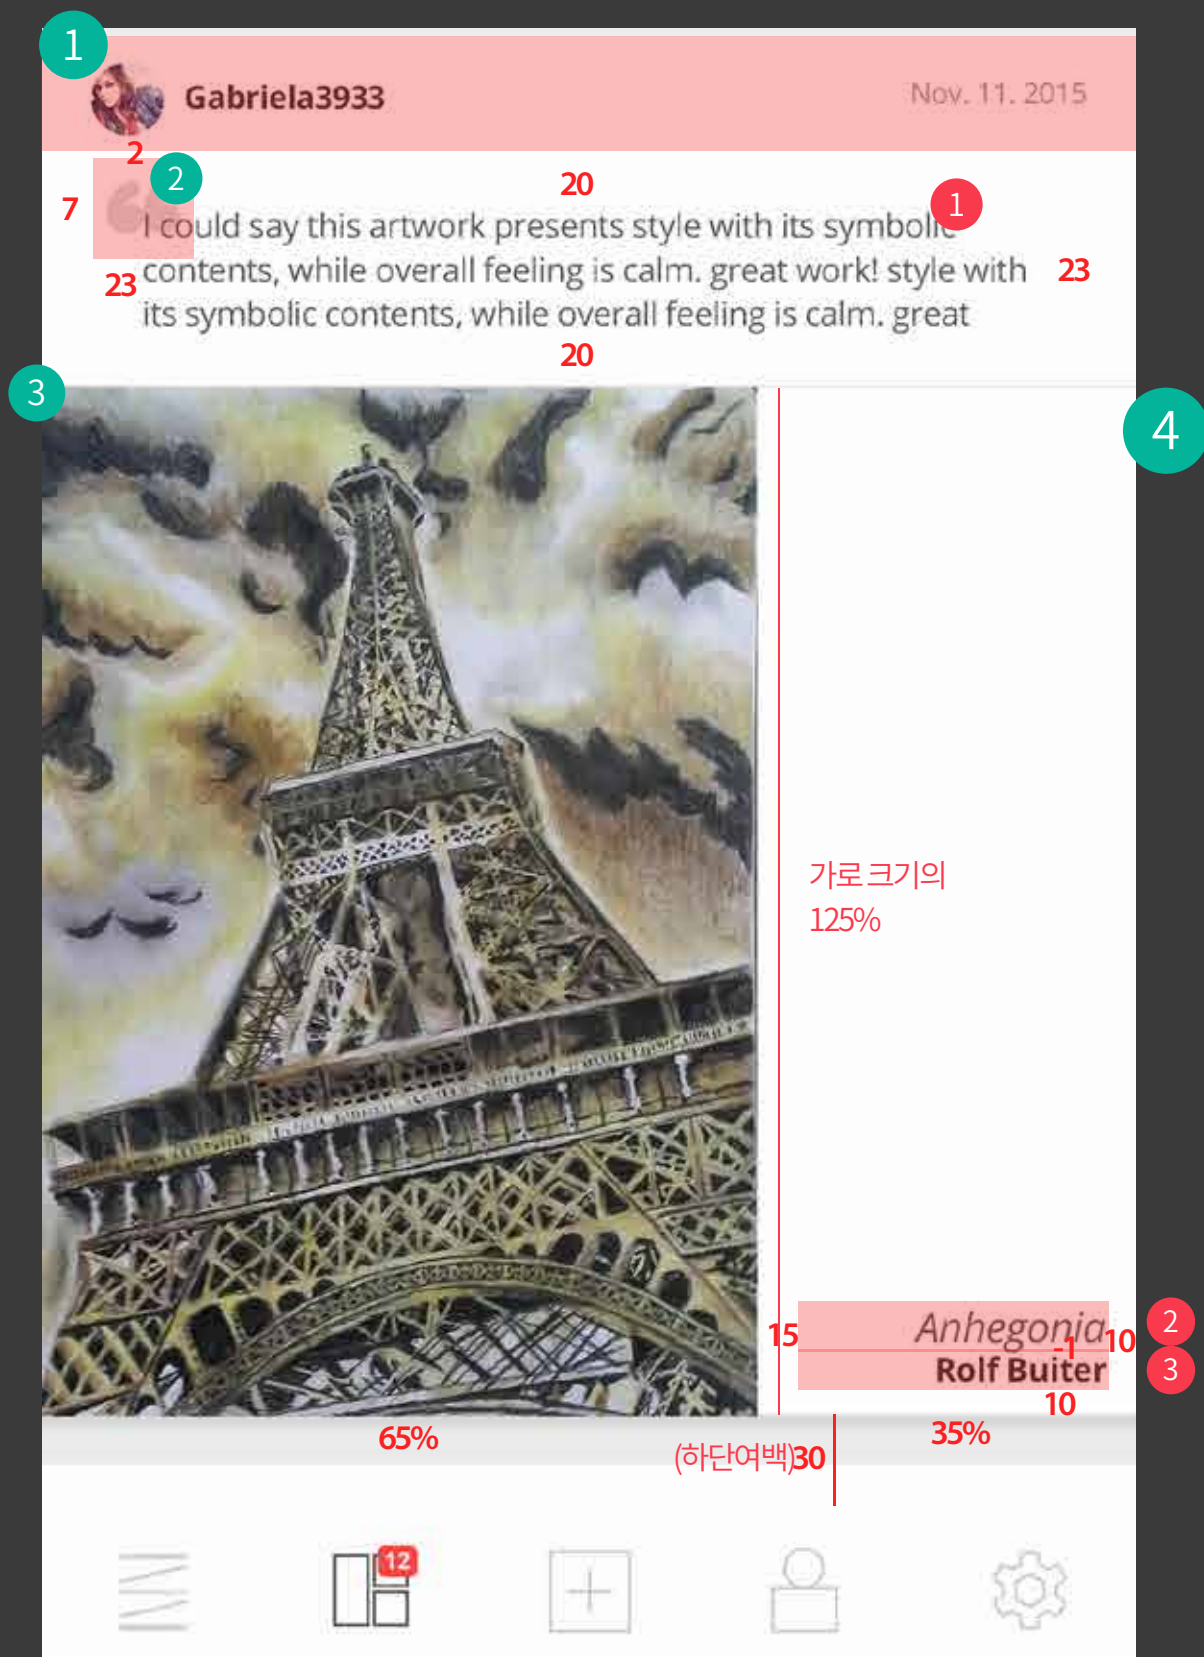 1
Gabriela3933
Nov. 11. 2015
2
2
7
20
1
I could say this artwork presents style with its symbolic
23
contents, while overall feeling is calm. great work! style with
23
its symbolic contents, while overall feeling is calm. great
20
3
4
가로 크기의
125%
15
Anhegonia
10
2
-1
Rolf Buiter
3
10
65%
35%
(하단여백)30
12